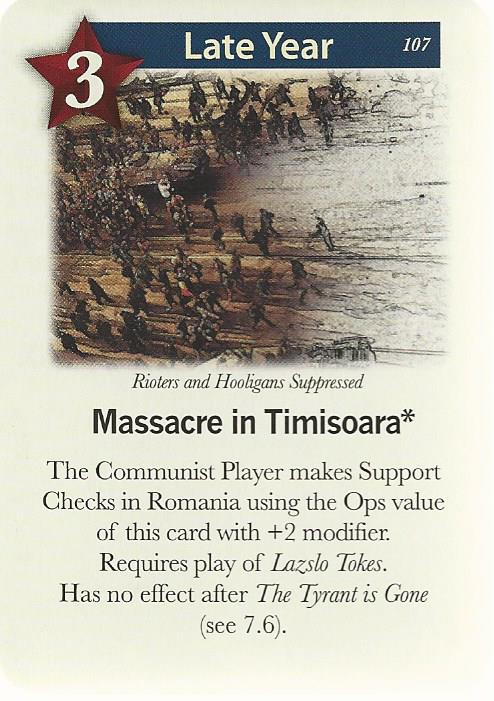 3
Late Year 107
Rioters and Hooligans Suppressed
Massacre in Timisoara*
The Communist Player makes Support
Checks in Romania using the Ops value
of this card with +2 modifier.
Requires play of Lazslo Tokes.
Has no effect after The Tyrant is Gone
(see 7.6).